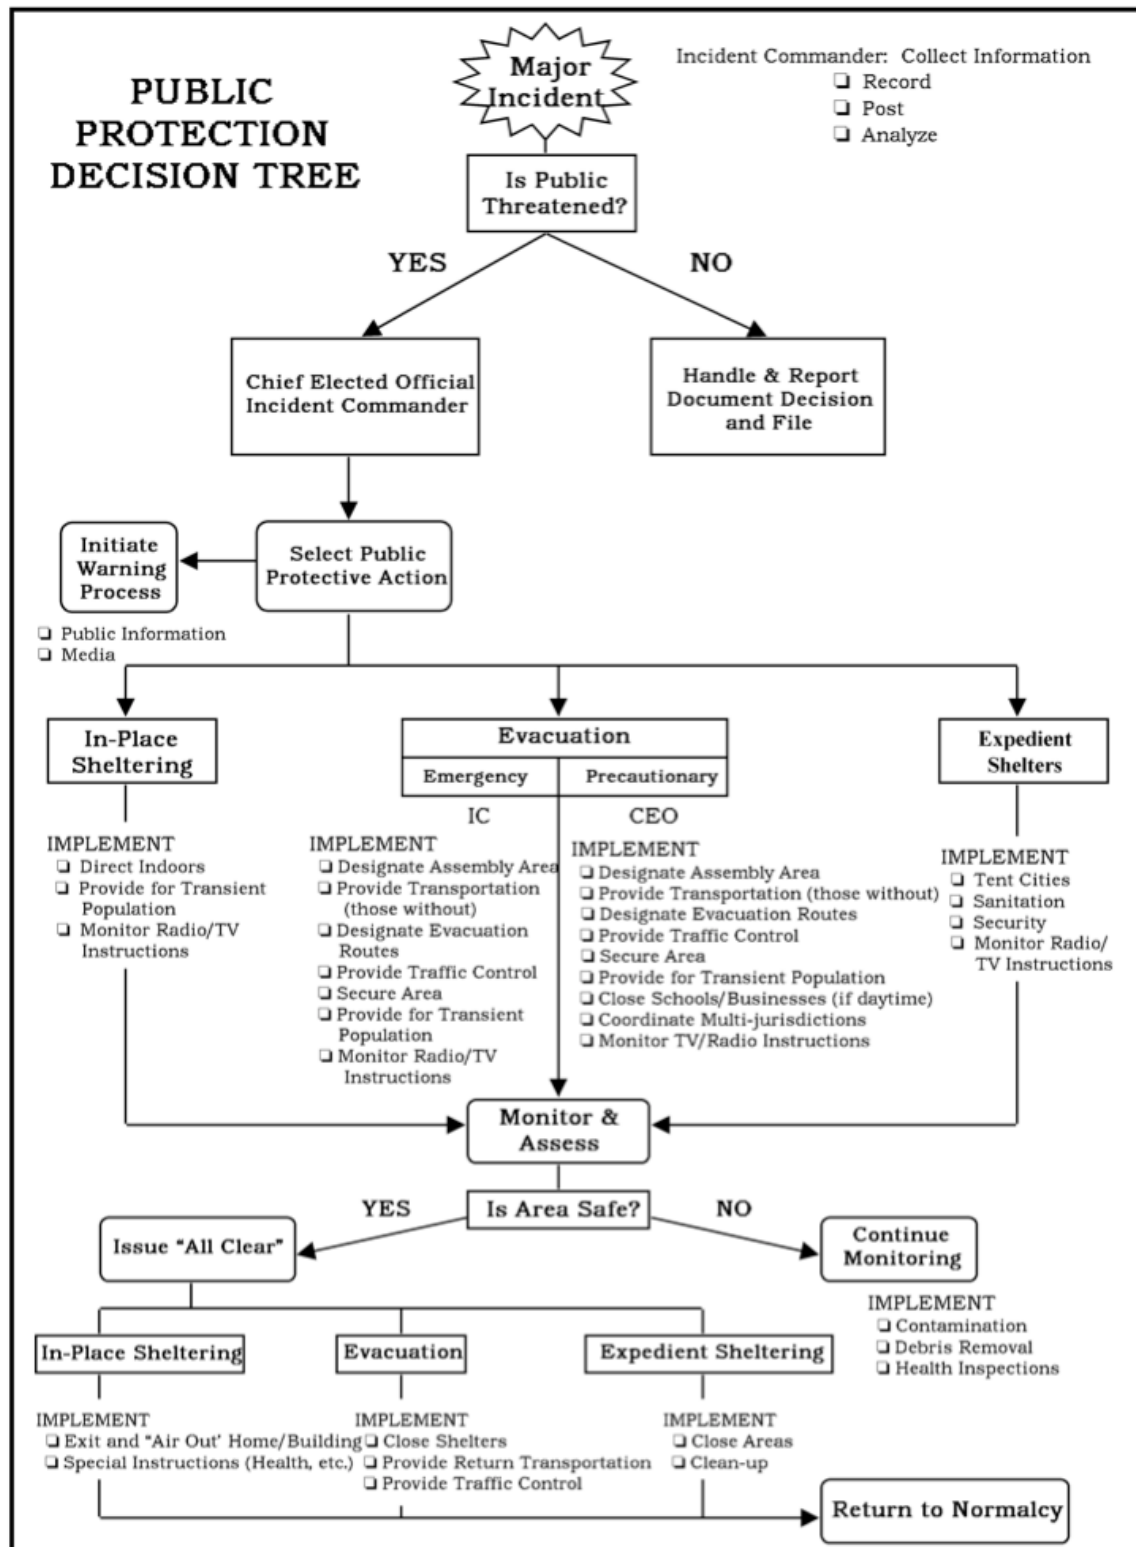 PUBLIC
PROTECTION
DECISION TREE
Major
Incident
Incident Commander: Collect Information
❏ Record
❏ Post
❏ Analyze
Is Public
Threatened?
YES
NO
Chief Elected Official
Incident Commander
Handle & Report
Document Decision
and File
Initiate
Warning
Process
Select Public
Protective Action
❏ Public Information
❏ Media
In-Place
Sheltering
Evacuation
Emergency
Precautionary
Expedient
Shelters
IC
CEO
IMPLEMENT
❏ Direct Indoors
❏ Provide for Transient
Population
❏ Monitor Radio/TV
Instructions
IMPLEMENT
❏ Designate Assembly Area
❏ Provide Transportation
(those without)
❏ Designate Evacuation
Routes
❏ Provide Traffic Control
❏ Secure Area
❏ Provide for Transient
Population
❏ Monitor Radio/TV
Instructions
IMPLEMENT
❏ Designate Assembly Area
❏ Provide Transportation (those without)
❏ Designate Evacuation Routes
❏ Provide Traffic Control
❏ Secure Area
❏ Provide for Transient Population
❏ Close Schools/Businesses (if daytime)
❏ Coordinate Multi-jurisdictions
❏ Monitor TV/Radio Instructions
IMPLEMENT
❏ Tent Cities
❏ Sanitation
❏ Security
❏ Monitor Radio/
TV Instructions
Monitor &
Assess
Is Area Safe?
YES
NO
Issue "All Clear"
Continue
Monitoring
IMPLEMENT
❏ Contamination
❏ Debris Removal
❏ Health Inspections
In-Place Sheltering
Evacuation
Expedient Sheltering
IMPLEMENT
❏ Exit and "Air Out' Home/Building
❏ Special Instructions (Health, etc.)
IMPLEMENT
❏ Close Shelters
❏ Provide Return Transportation
❏ Provide Traffic Control
IMPLEMENT
❏ Close Areas
❏ Clean-up
Return to Normalcy